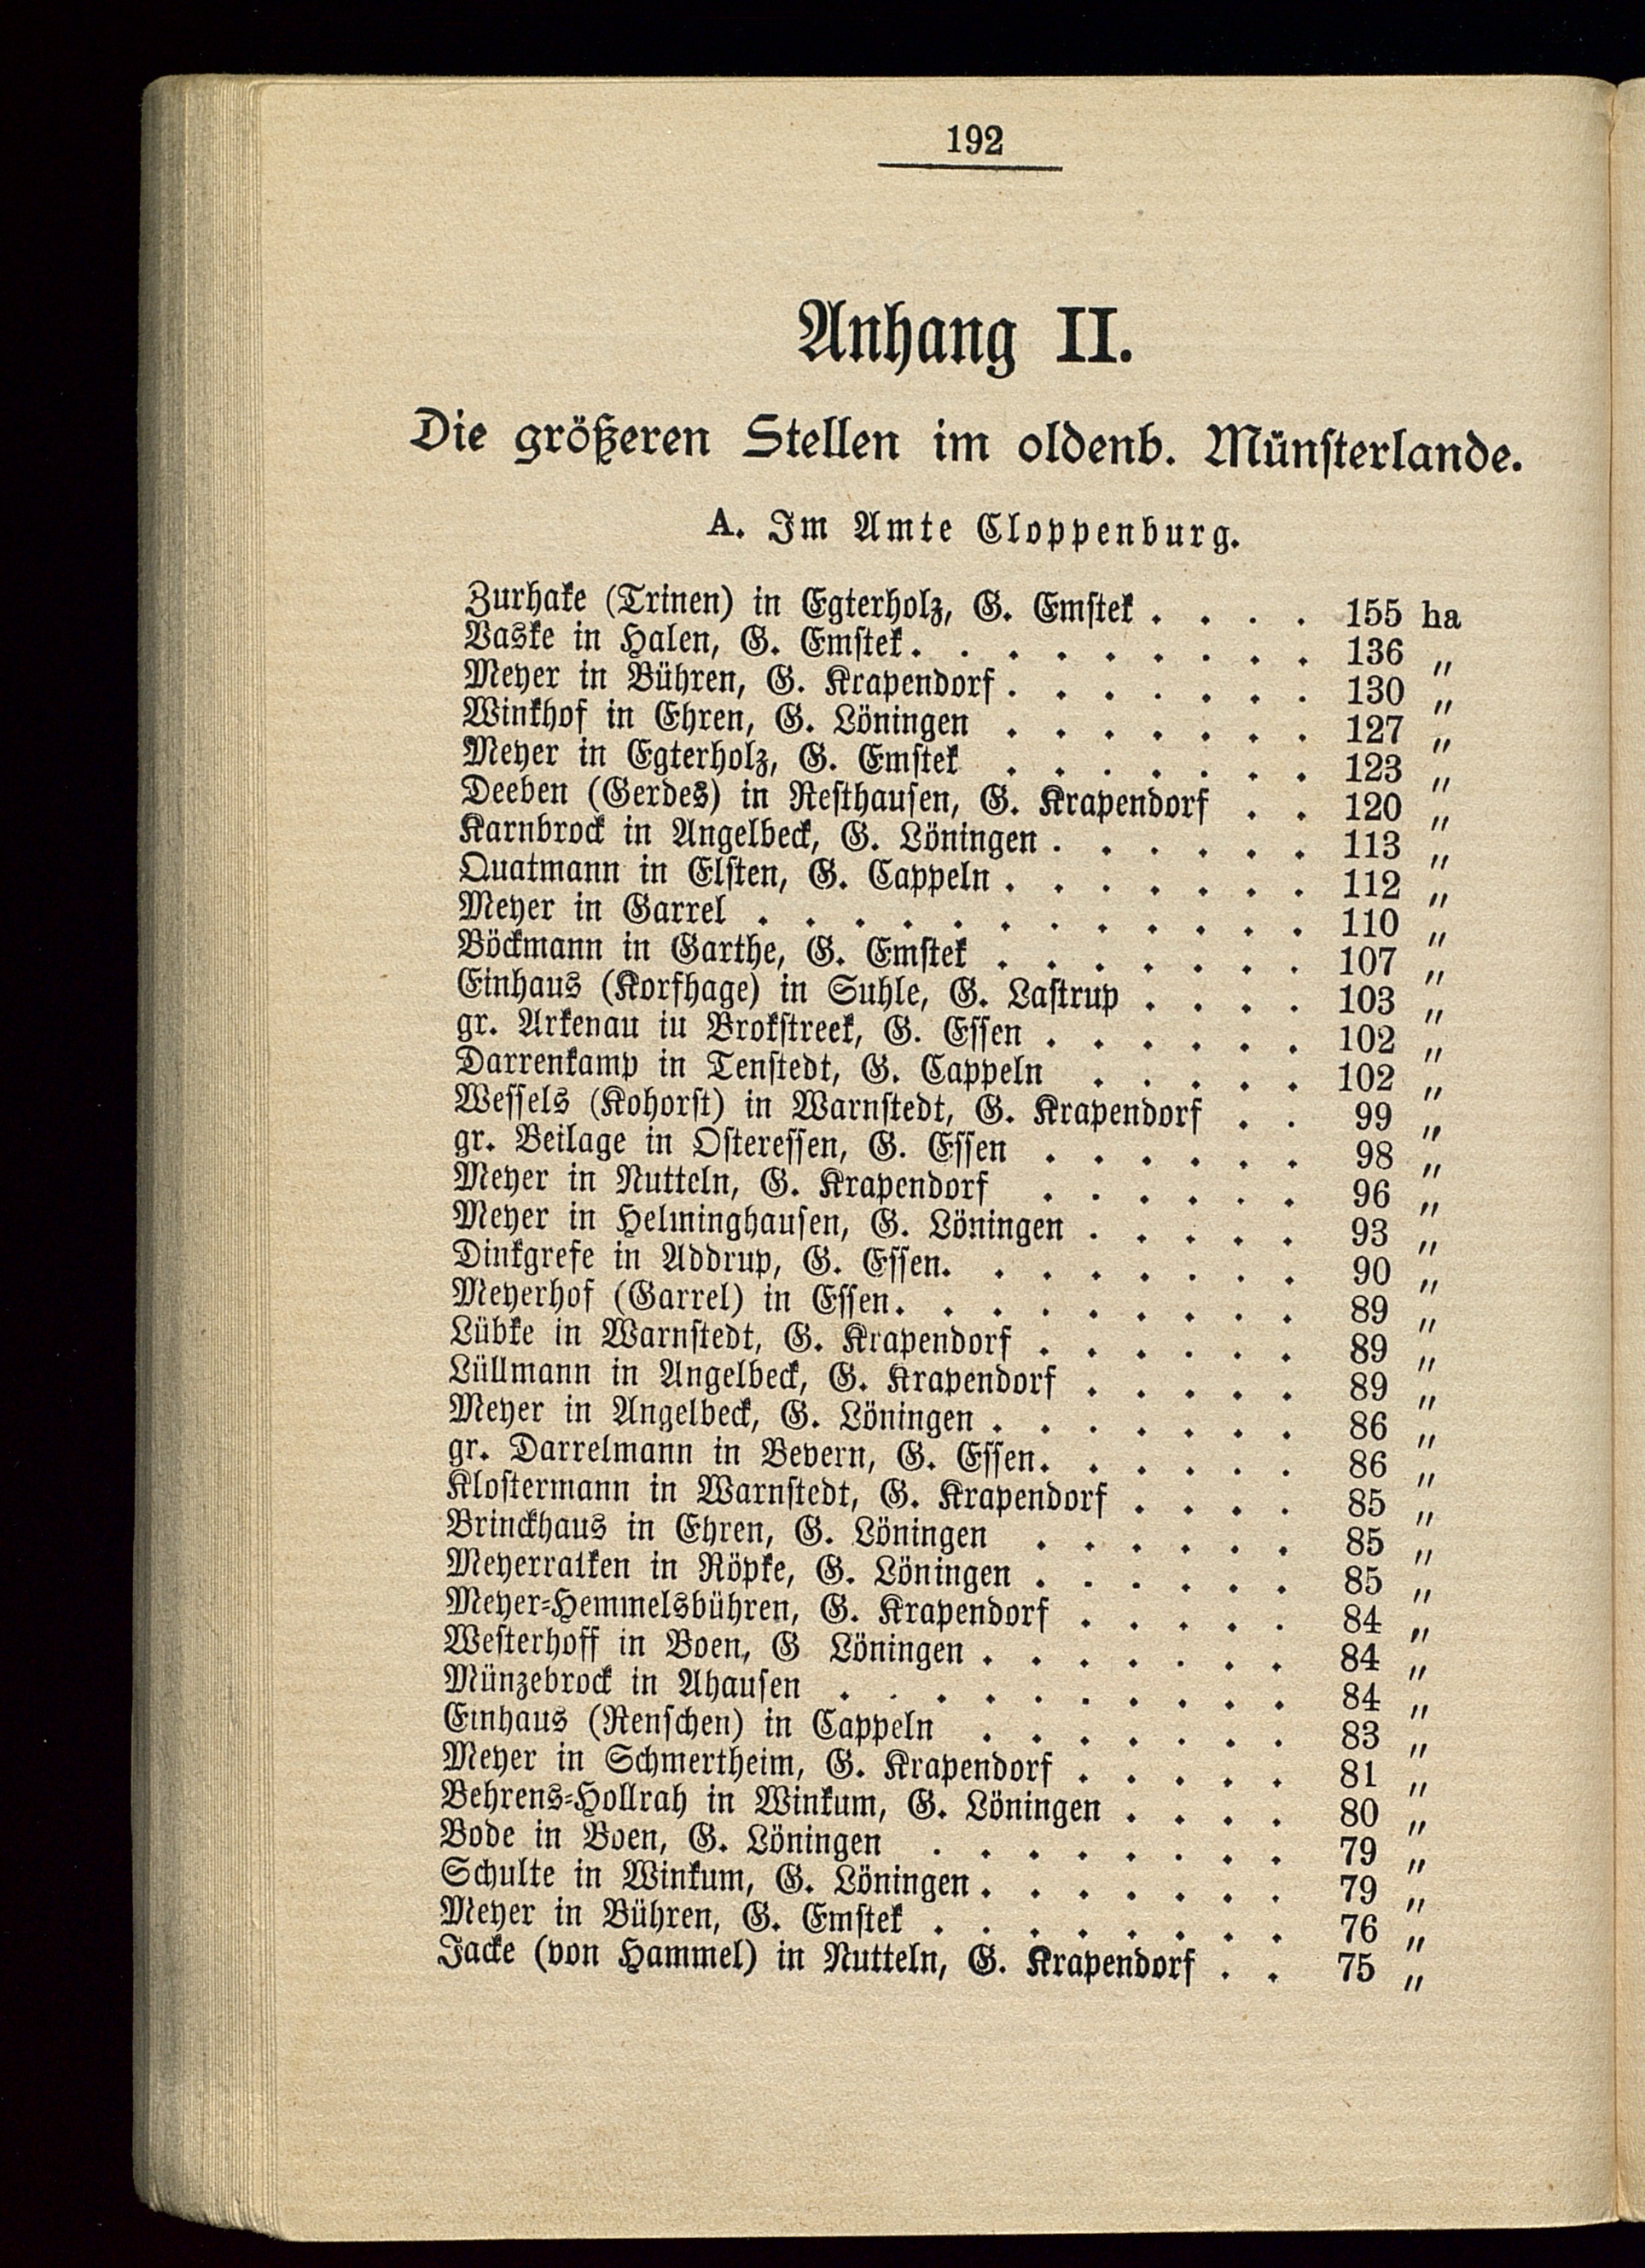 192
Anhang II.
Die größeren Stellen im oldenb. Münsterlande.
A. Im Amte Cloppenburg.
Zurhake (Trinen) in Egterholz, G. Emstek . . . . 155 ha
Vaske in Halen, G. Emstek. . . . . . . . . 136 „
Meyer in Bühren, G. Krapendorf . . . . . . . 130 „
Winkhof in Ehren, G. Löningen . . . . . . . 127 „
Meyer in Egterholz, G. Emstek . . . . . . . 123 „
Deeben (Gerdes) in Resthausen, G. Krapendorf . . 120 „
Karnbrock in Angelbeck, G. Löningen . . . . . . 113 „
Quatmann in Elsten, G. Cappeln . . . . . . . 112 „
Meyer in Garrel . . . . . . . . . . . . 110 „
Böckmann in Garthe, G. Emstek . . . . . . . 107 „
Einhaus (Korfhage) in Suhle, G. Lastrup . . . . 103 „
gr. Arkenau iu Brokstreek, G. Essen . . . . . . 102 „
Darrenkamp in Tenstedt, G. Cappeln . . . . . 102 „
Wessels (Kohorst) in Warnstedt, G. Krapendorf . . 99 „
gr. Beilage in Osteressen, G. Essen . . . . . . 98 „
Meyer in Nutteln, G. Krapendorf . . . . . . 96 „
Meyer in Helminghausen, G. Löningen . . . . . 93 „
Dinkgrefe in Addrup, G. Essen. . . . . . . . 90 „
Meyerhof (Garrel) in Essen. . . . . . . . . 89 „
Lübke in Warnstedt, G. Krapendorf . . . . . . 89 „
Lüllmann in Angelbeck, G. Krapendorf . . . . . 89 „
Meyer in Angelbeck, G. Löningen . . . . . . . 86 „
gr. Darrelmann in Bevern, G. Essen. . . . . . 86 „
Klostermann in Warnstedt, G. Krapendorf . . . . 85 „
Brinckhaus in Ehren, G. Löningen . . . . . . 85 „
Meyerratken in Röpke, G. Löningen . . . . . . 85 „
Meyer-Hemmelsbühren, G. Krapendorf . . . . . 84 „
Westerhoff in Boen, G Löningen . . . . . . . 84 „
Münzebrock in Ahausen . . . . . . . . . . 84 „
Einhaus (Renschen) in Cappeln . . . . . . . 83 „
Meyer in Schmertheim, G. Krapendorf . . . . . 81 „
Behrens-Hollrah in Winkum, G. Löningen . . . . 80 „
Bode in Boen, G. Löningen . . . . . . . . 79 „
Schulte in Winkum, G. Löningen . . . . . . . 79 „
Meyer in Bühren, G. Emstek . . . . . . . . 76 „
Jacke (von Hammel) in Nutteln, G. Krapendorf . . 75 „